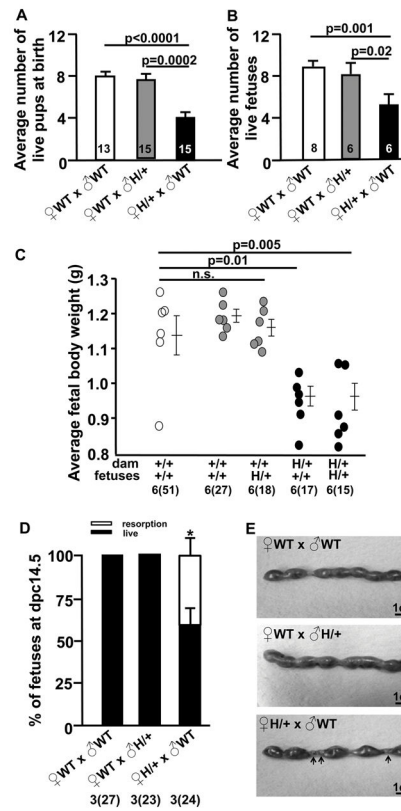 A
Average number of
live pups at birth
12
8
4
p<0.0001
p=0.0002
13
15
15
♀WT x ♂WT
♀WT x ♂H/+
♀H/+ x ♂WT
B
Average number of
live fetuses
12
8
4
0
p=0.001
p=0.02
8
6
6
♀WT x ♂WT
♀WT x ♂H/+
♀H/+ x ♂WT
C
Average fetal body weight (g)
1.3
1.2
1.1
1.0
0.9
0.8
p=0.005
p=0.01
n.s.
dam +/+ +/+ +/+ H/+ H/+
fetuses +/+ +/+ H/+ +/+ H/+
6(51) 6(27) 6(18) 6(17) 6(15)
D
resorption
live
% of fetuses at dpc14.5
100
75
50
25
0
*
♀WT x ♂WT
♀WT x ♂H/+
♀H/+ x ♂WT
3(27) 3(23) 3(24)
E
♀WT x ♂WT
♀WT x ♂H/+
♀H/+ x ♂WT